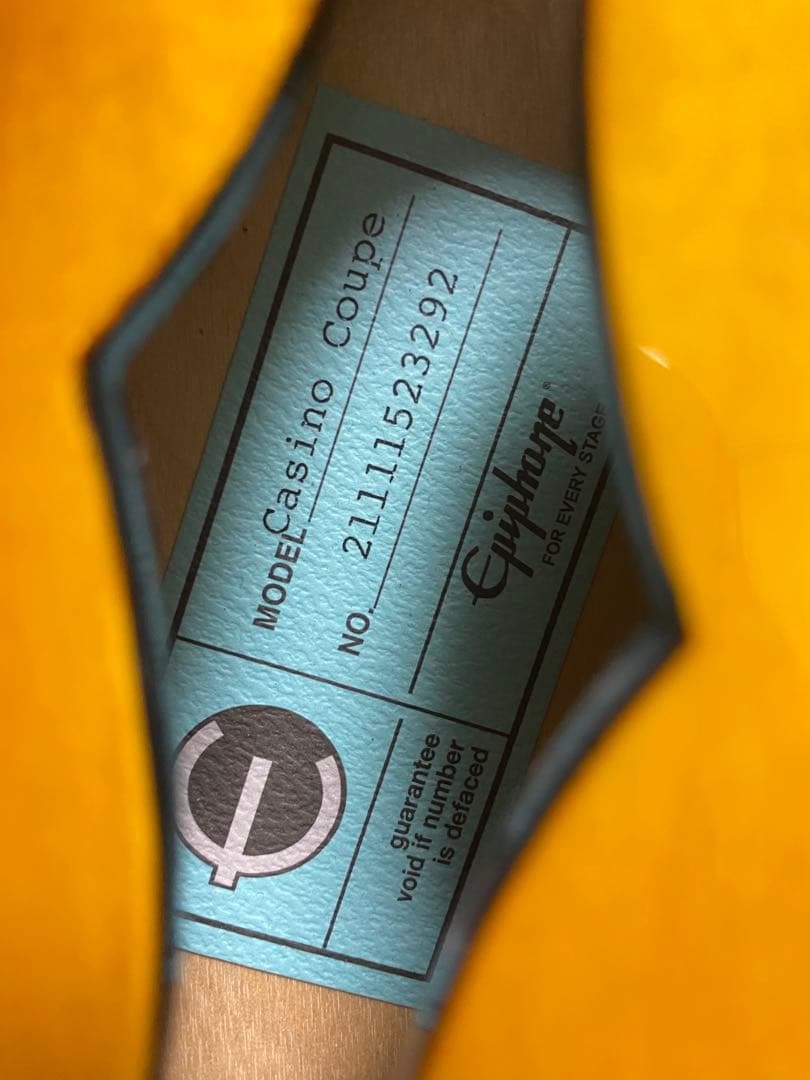 MODEL Casino Coupe
NO. 21111523292
Epiphone®
FOR EVERY STAGE
guarantee
void if number
is defaced